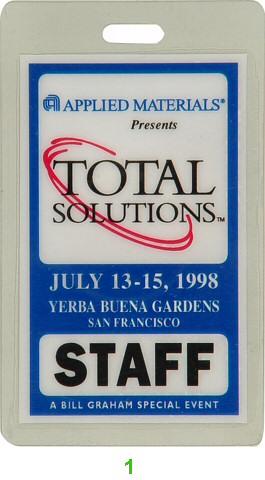 APPLIED MATERIALS®
Presents
TOTAL
SOLUTIONS™
JULY 13-15, 1998
YERBA BUENA GARDENS
SAN FRANCISCO
STAFF
A BILL GRAHAM SPECIAL EVENT
1